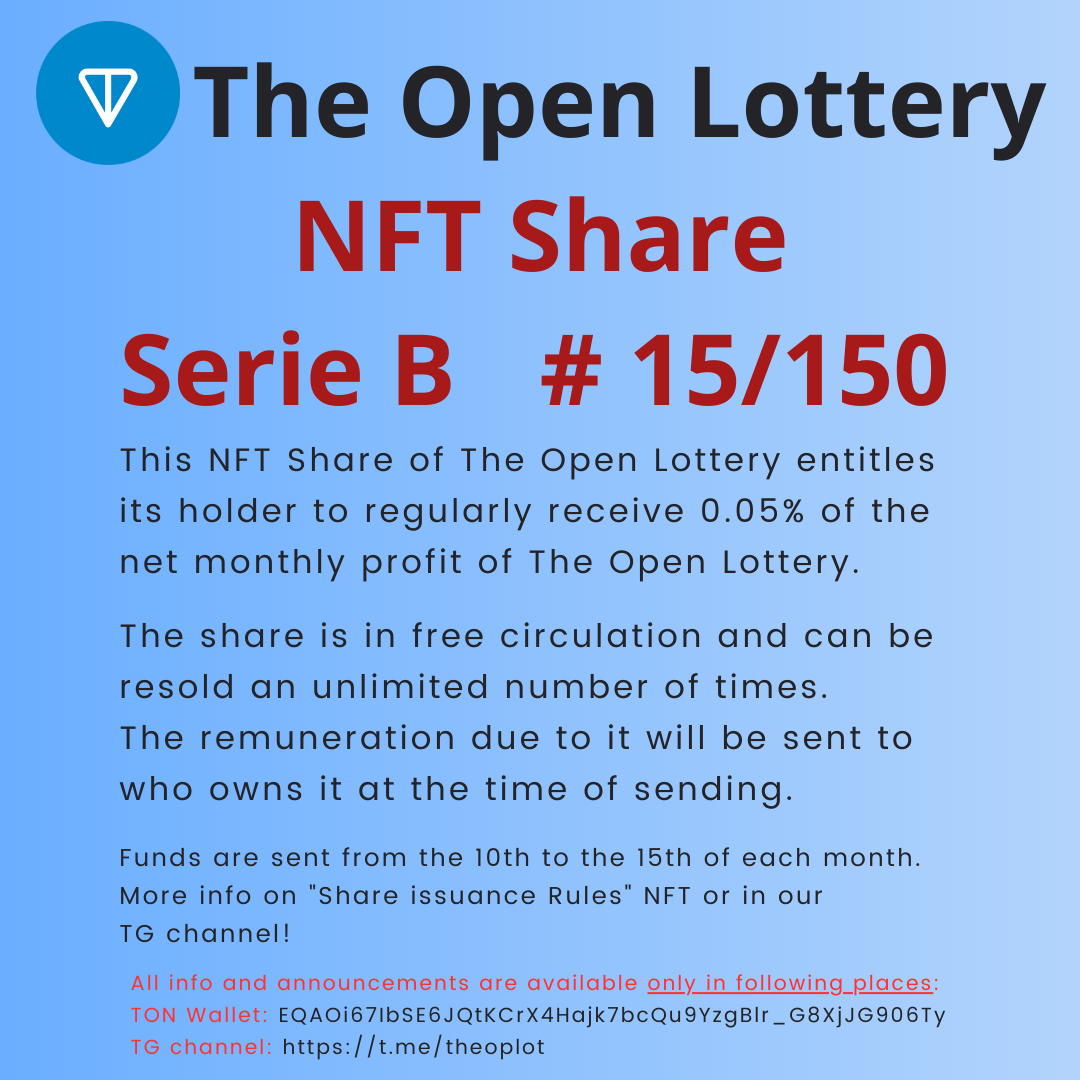 The Open Lottery
NFT Share
Serie B # 15/150
This NFT Share of The Open Lottery entitles
its holder to regularly receive 0.05% of the
net monthly profit of The Open Lottery.
The share is in free circulation and can be
resold an unlimited number of times.
The remuneration due to it will be sent to
who owns it at the time of sending.
Funds are sent from the 10th to the 15th of each month.
More info on "Share issuance Rules" NFT or in our
TG channel!
All info and announcements are available only in following places:
TON Wallet: EQAOi67IbSE6JQtKCrX4Hajk7bcQu9YzgBlr_G8XjJG906Ty
TG channel: https://t.me/theoplot